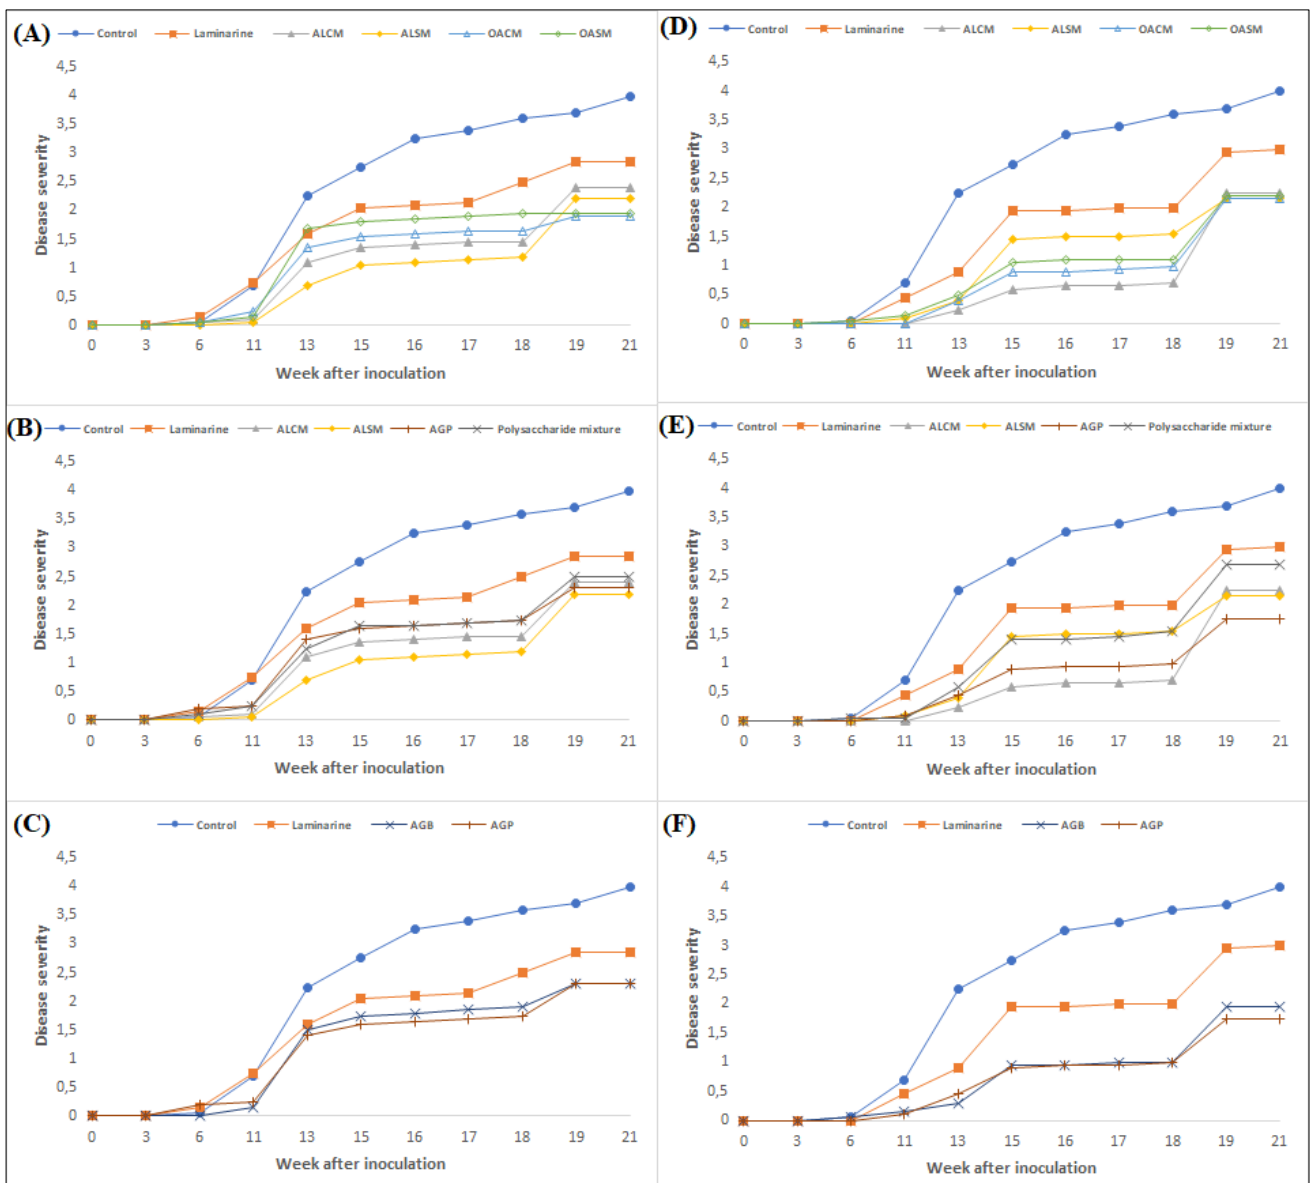 (A) Control Laminarine ALCM ALSM OACM OASM
4,5
4
3,5
3
2,5
2
1,5
1
0,5
0
Disease severity
0 3 6 11 13 15 16 17 18 19 21
Week after inoculation
(D) Control Laminarine ALCM ALSM OACM OASM
4,5
4
3,5
3
2,5
2
1,5
1
0,5
0
Disease severity
0 3 6 11 13 15 16 17 18 19 21
Week after inoculation
(B) Control Laminarine ALCM ALSM AGP Polysaccharide mixture
4,5
4
3,5
3
2,5
2
1,5
1
0,5
0
Disease severity
0 3 6 11 13 15 16 17 18 19 21
Week after inoculation
(E) Control Laminarine ALCM ALSM AGP Polysaccharide mixture
4,5
4
3,5
3
2,5
2
1,5
1
0,5
0
Disease severity
0 3 6 11 13 15 16 17 18 19 21
Week after inoculation
(C) Control Laminarine AGB AGP
4,5
4
3,5
3
2,5
2
1,5
1
0,5
0
Disease severity
0 3 6 11 13 15 16 17 18 19 21
Week after inoculation
(F) Control Laminarine AGB AGP
4,5
4
3,5
3
2,5
2
1,5
1
0,5
0
Disease severity
0 3 6 11 13 15 16 17 18 19 21
Week after inoculation